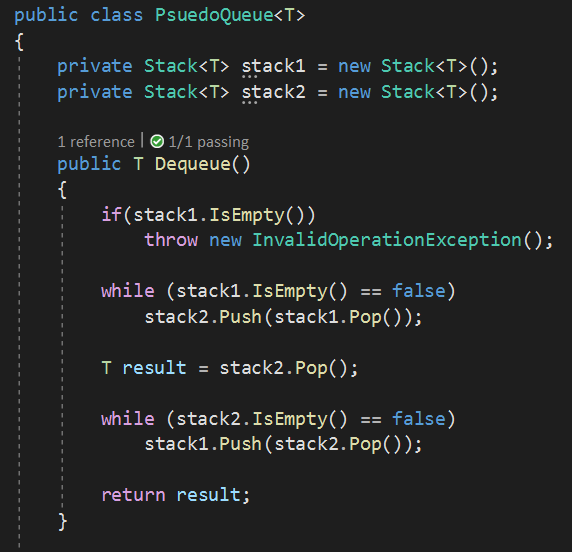 public class PsuedoQueue<T>
{
private Stack<T> stack1 = new Stack<T>();
private Stack<T> stack2 = new Stack<T>();
1 reference | 1/1 passing
public T Dequeue()
{
if(stack1.IsEmpty())
throw new InvalidOperationException();
while (stack1.IsEmpty() == false)
stack2.Push(stack1.Pop());
T result = stack2.Pop();
while (stack2.IsEmpty() == false)
stack1.Push(stack2.Pop());
return result;
}